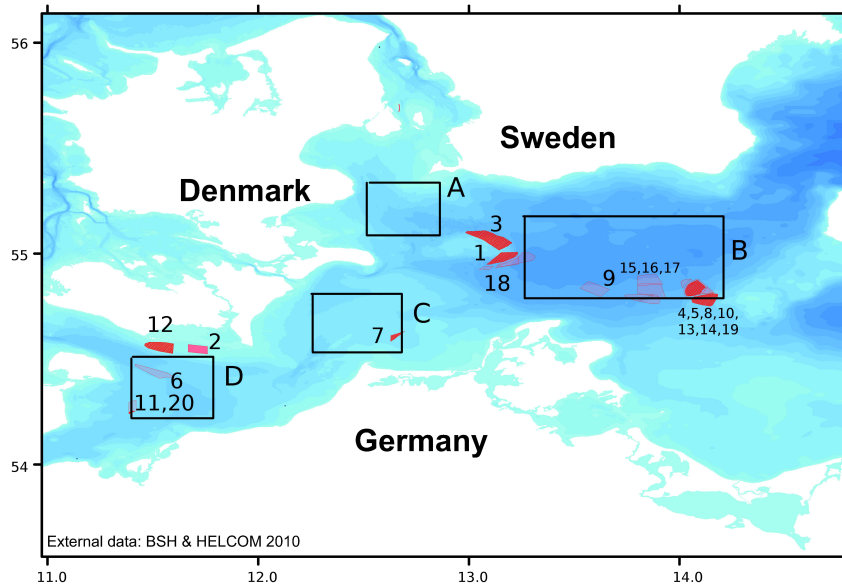 56
Sweden
A
Denmark
3
55
1
B
15,16,17
9
18
4,5,8,10,
13,14,19
C
12
2
7
D
6
11,20
Germany
54
External data: BSH & HELCOM 2010
11.0
12.0
13.0
14.0